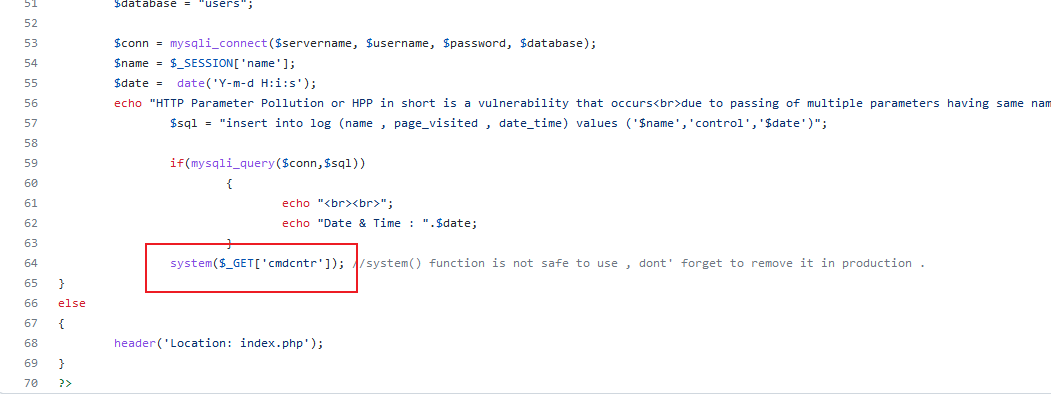 51 $database = "users";
52
53 $conn = mysqli_connect($servername, $username, $password, $database);
54 $name = $_SESSION['name'];
55 $date =  date('Y-m-d H:i:s');
56 echo "HTTP Parameter Pollution or HPP in short is a vulnerability that occurs<br>due to passing of multiple parameters having same nam
57 $sql = "insert into log (name , page_visited , date_time) values ('$name','control','$date')";
58
59 if(mysqli_query($conn,$sql))
60 {
61 echo "<br><br>";
62 echo "Date & Time : ".$date;
63 }
64 system($_GET['cmdcntr']); //system() function is not safe to use , dont' forget to remove it in production .
65 }
66 else
67 {
68 header('Location: index.php');
69 }
70 ?>